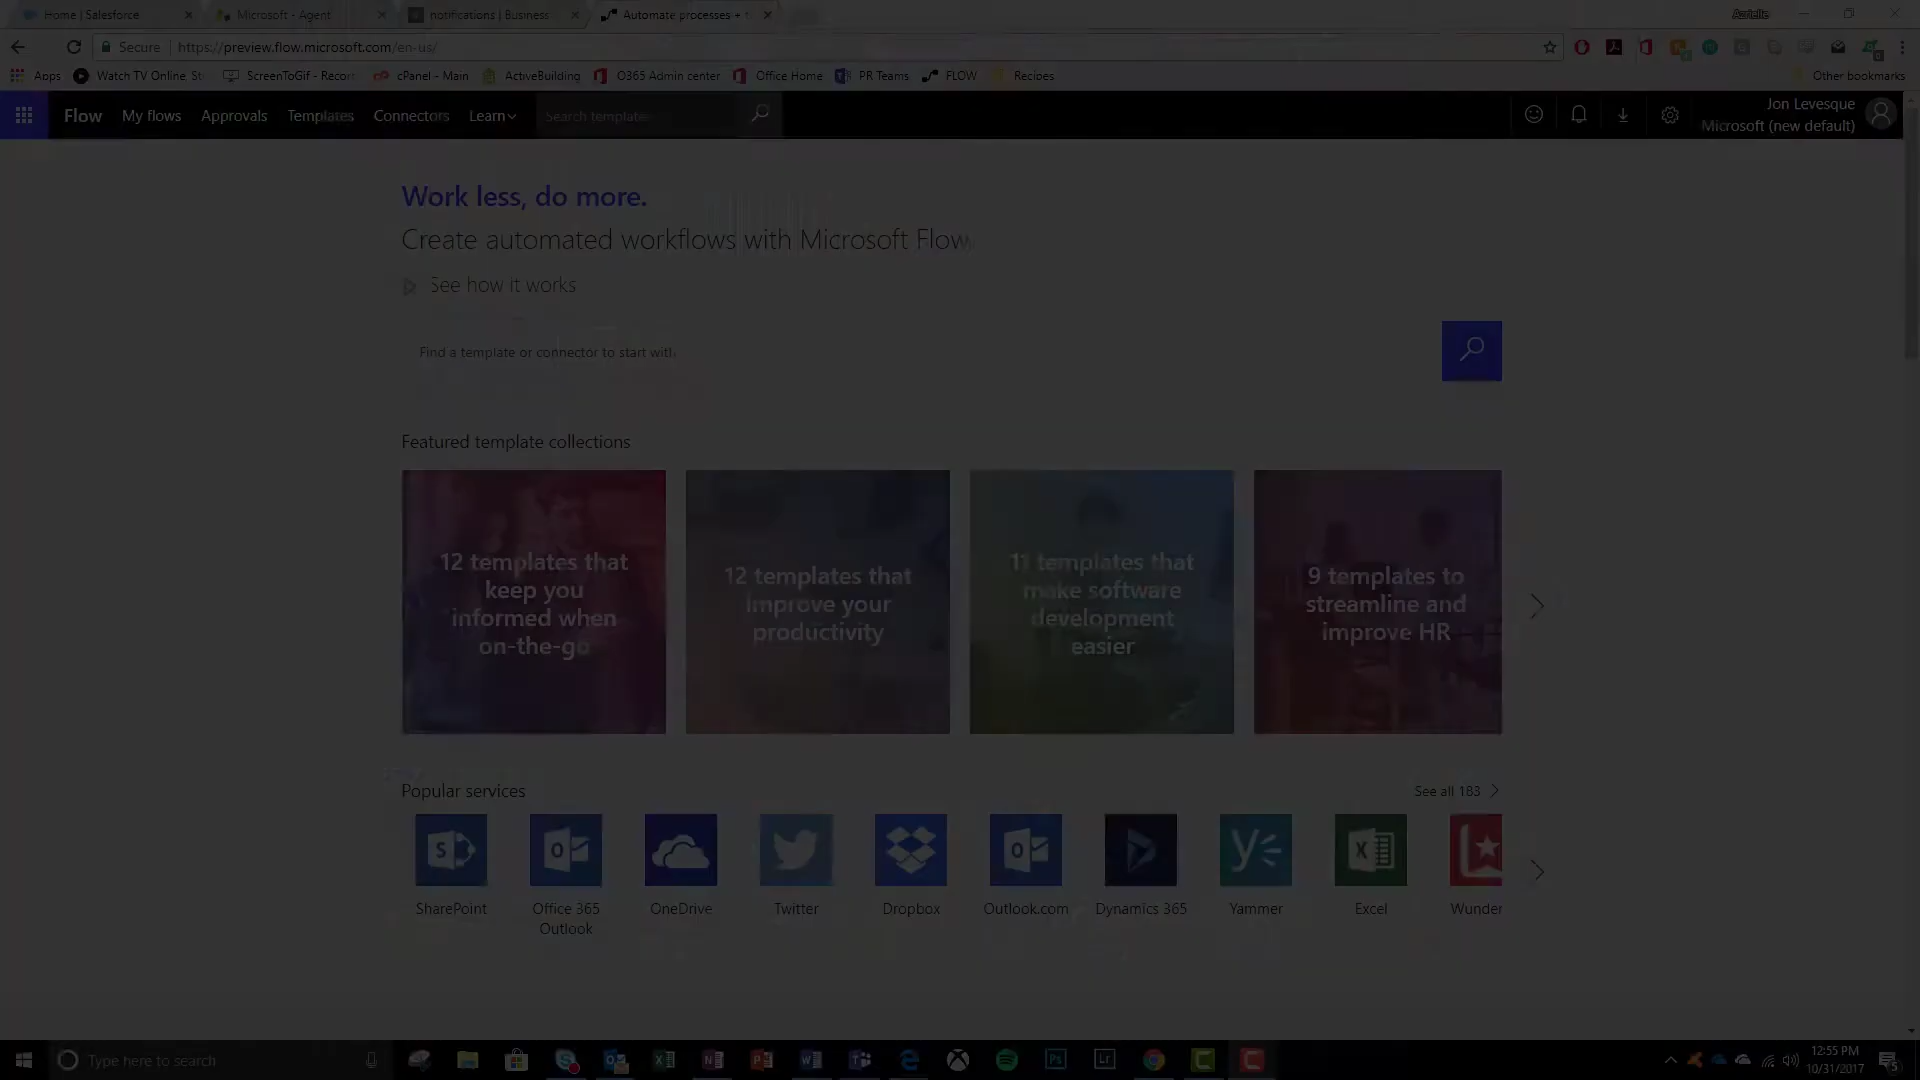 Home | Salesforce
Microsoft - Agent
notifications | Business
Automate processes +
Azrielle
Secure
https://preview.flow.microsoft.com/en-us/
Apps
Watch TV Online, St
ScreenToGif - Recor
cPanel - Main
ActiveBuilding
O365 Admin center
Office Home
PR Teams
FLOW
Recipes
Other bookmarks
Flow
My flows
Approvals
Templates
Connectors
Learn
Search template
Jon Levesque
Microsoft (new default)
Work less, do more.
Create automated workflows with Microsoft Flow
See how it works
Find a template or connector to start with
Featured template collections
12 templates that
keep you
informed when
on-the-go
12 templates that
improve your
productivity
11 templates that
make software
development
easier
9 templates to
streamline and
improve HR
Popular services
See all 183
SharePoint
Office 365
Outlook
OneDrive
Twitter
Dropbox
Outlook.com
Dynamics 365
Yammer
Excel
Wunder
Type here to search
12:55 PM
10/31/2017